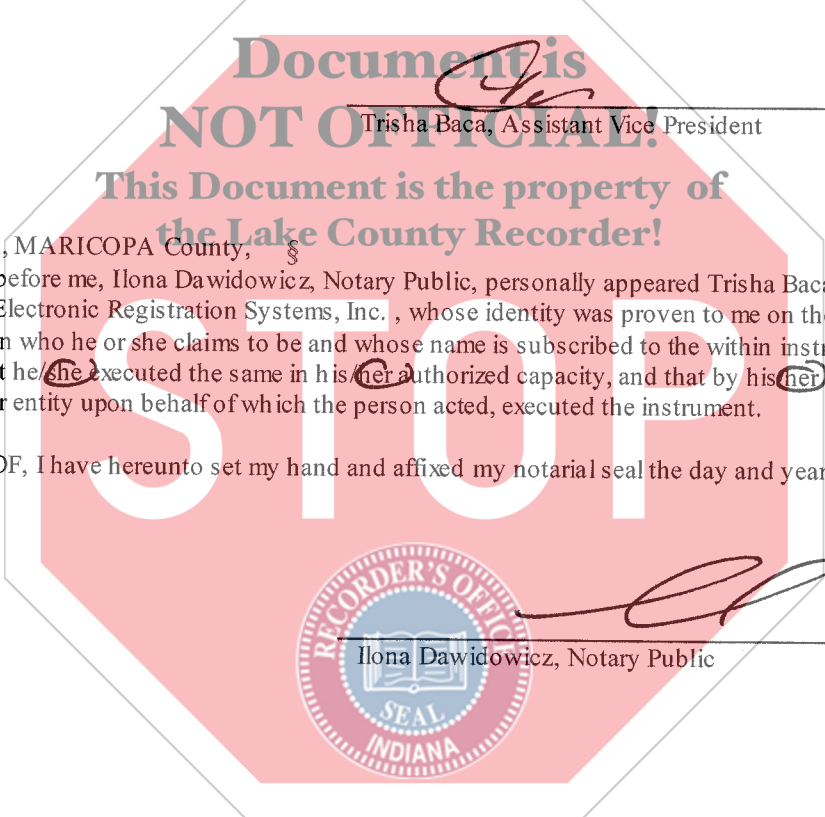 Document is
NOT OFFICIAL!
Trisha Baca, Assistant Vice President
This Document is the property of
the Lake County Recorder!
, MARICOPA County, §
before me, Ilona Dawidowicz, Notary Public, personally appeared Trisha Baca
Electronic Registration Systems, Inc. , whose identity was proven to me on the
n who he or she claims to be and whose name is subscribed to the within instr
t he/she executed the same in his/her authorized capacity, and that by his/her
r entity upon behalf of which the person acted, executed the instrument.
STOP
OF, I have hereunto set my hand and affixed my notarial seal the day and year
RECORDER'S OFFICE
SEAL
INDIANA
Ilona Dawidowicz, Notary Public